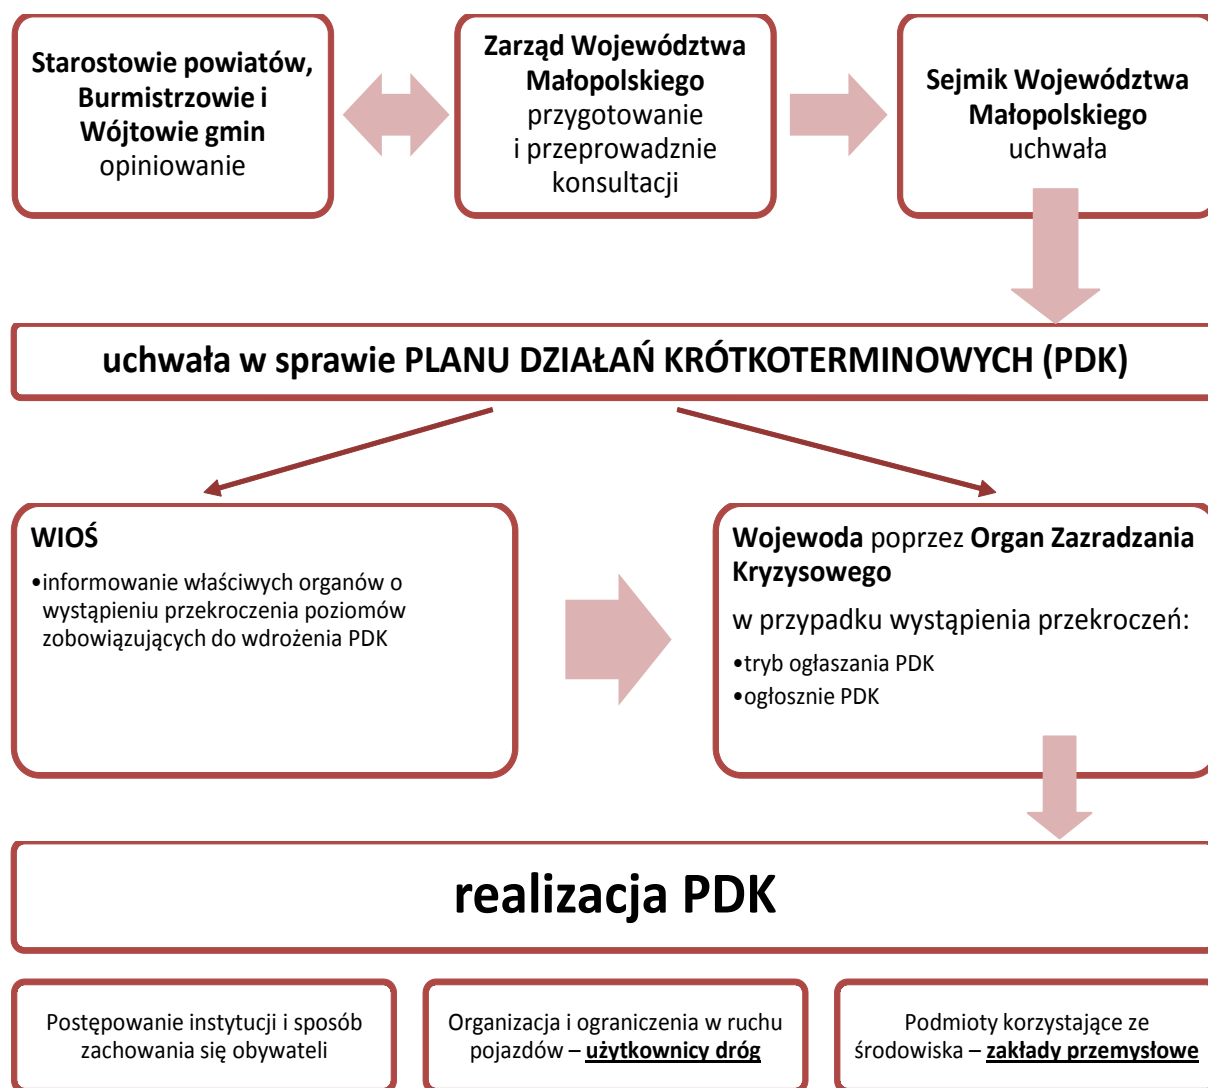 Starostowie powiatów,
Burmistrzowie i
Wójtowie gmin
opiniowanie
Zarząd Województwa
Małopolskiego
przygotowanie
i przeprowadznie
konsultacji
Sejmik Województwa
Małopolskiego
uchwała
uchwała w sprawie PLANU DZIAŁAŃ KRÓTKOTERMINOWYCH (PDK)
WIOŚ
•informowanie właściwych organów o
wystąpieniu przekroczenia poziomów
zobowiązujących do wdrożenia PDK
Wojewoda poprzez Organ Zazradzania
Kryzysowego
w przypadku wystąpienia przekroczeń:
•tryb ogłaszania PDK
•ogłosznie PDK
realizacja PDK
Postępowanie instytucji i sposób
zachowania się obywateli
Organizacja i ograniczenia w ruchu
pojazdów – użytkownicy dróg
Podmioty korzystające ze
środowiska – zakłady przemysłowe